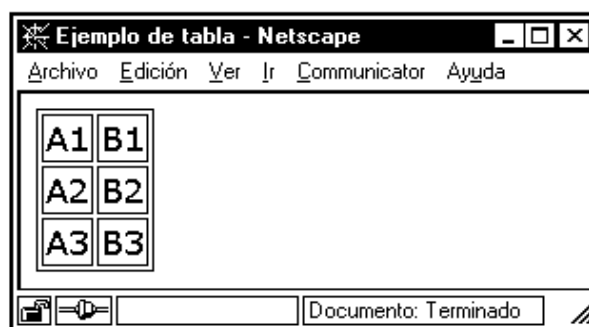 Ejemplo de tabla - Netscape
Archivo Edición Ver Ir Communicator Ayuda
A1 B1
A2 B2
A3 B3
Documento: Terminado